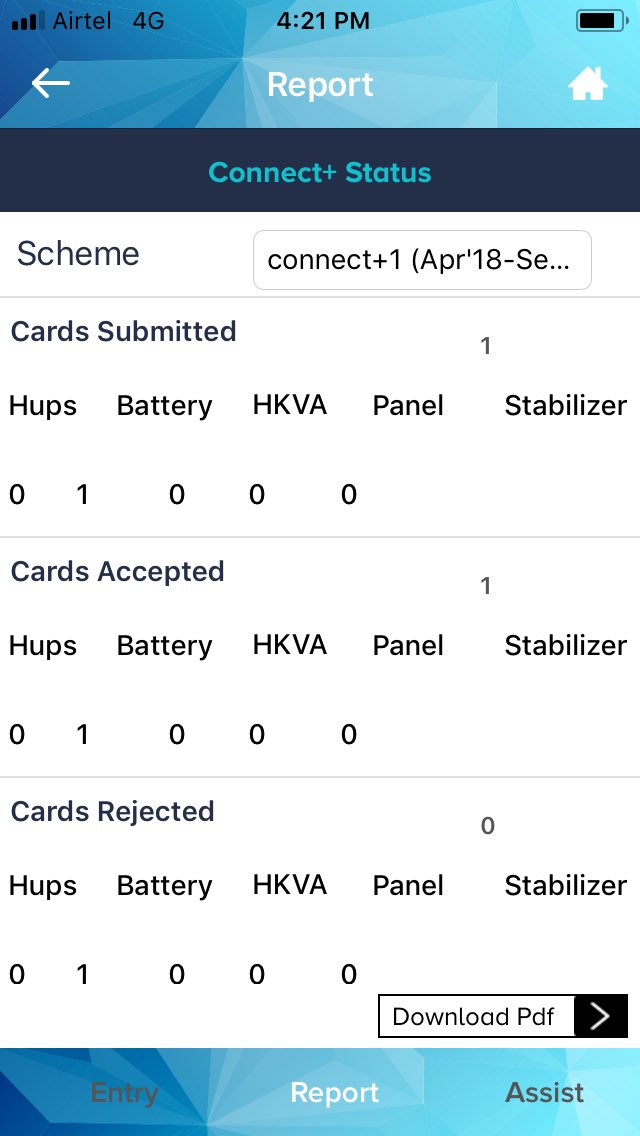 Airtel 4G 4:21 PM
Report
Connect+ Status
Scheme connect+1 (Apr'18-Se...
Cards Submitted 1
Hups Battery HKVA Panel Stabilizer
0 1 0 0 0
Cards Accepted 1
Hups Battery HKVA Panel Stabilizer
0 1 0 0 0
Cards Rejected 0
Hups Battery HKVA Panel Stabilizer
0 1 0 0 0
Download Pdf
Entry Report Assist